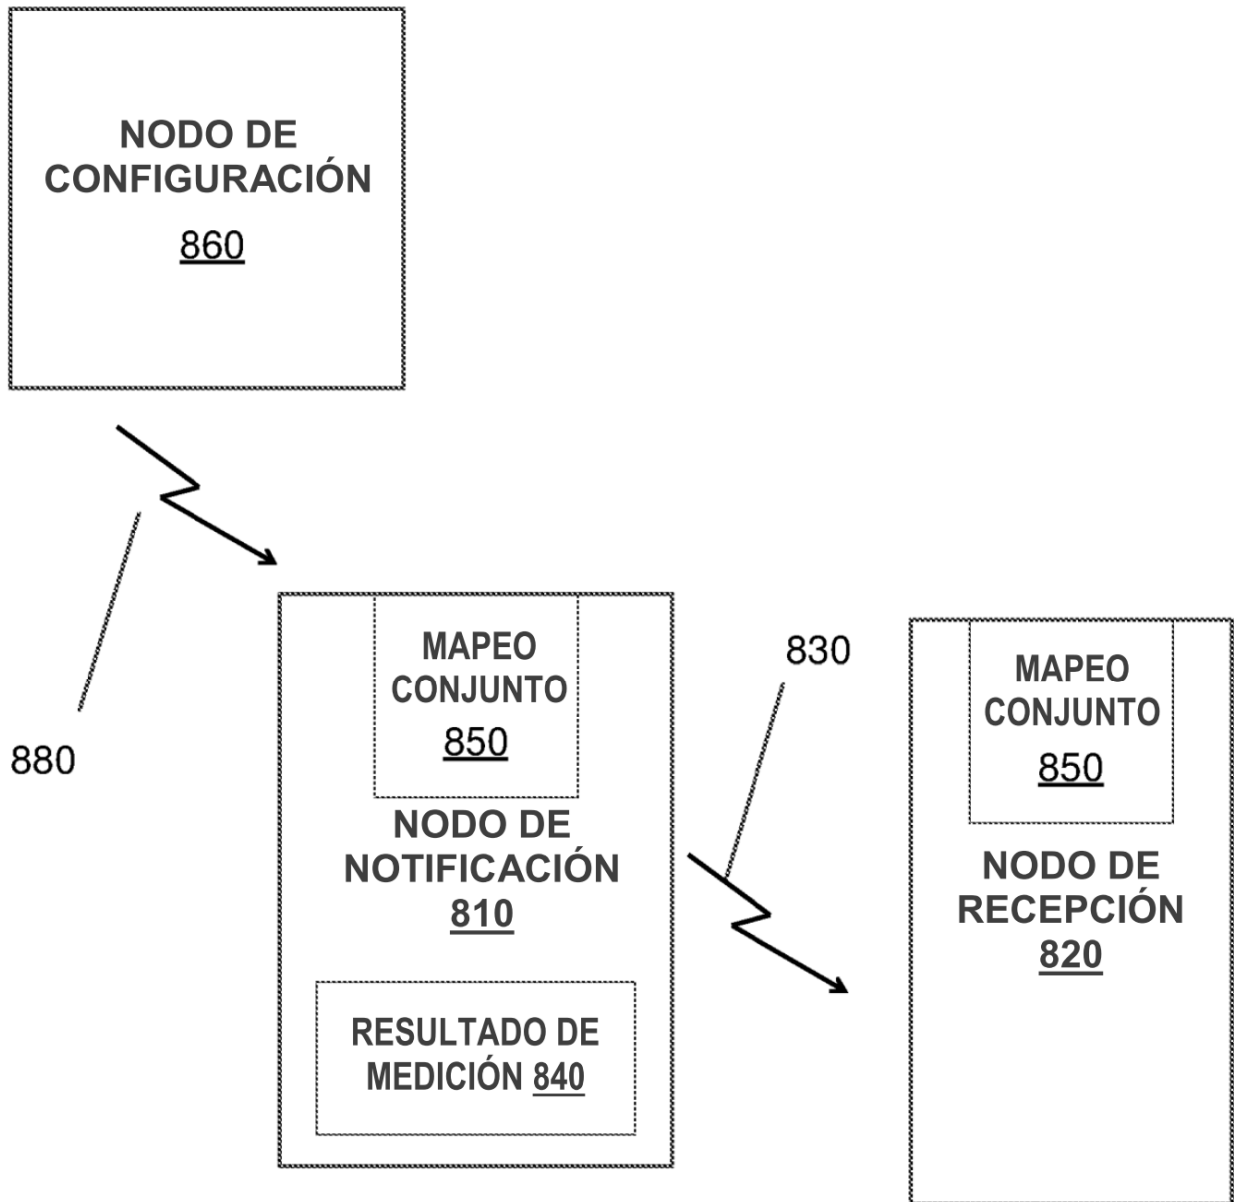 NODO DE
CONFIGURACIÓN
860
880
MAPEO
CONJUNTO
850
NODO DE
NOTIFICACIÓN
810
RESULTADO DE
MEDICIÓN 840
830
MAPEO
CONJUNTO
850
NODO DE
RECEPCIÓN
820